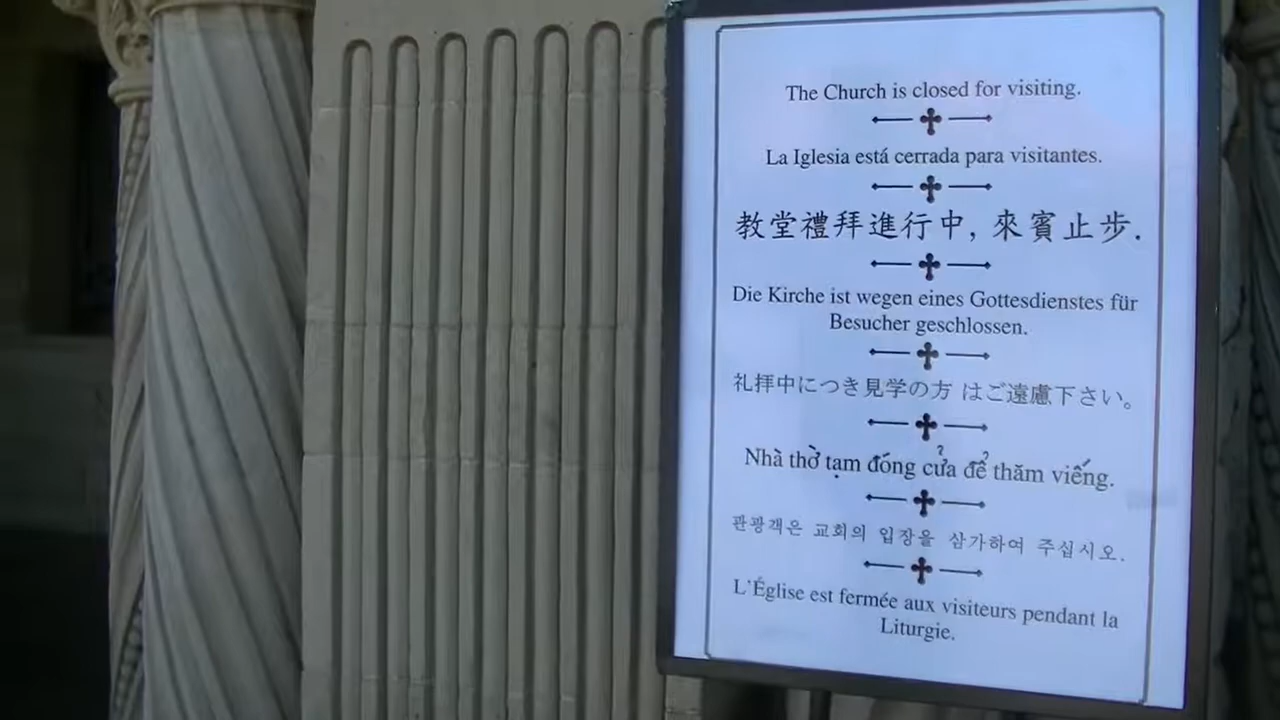 The Church is closed for visiting.
La Iglesia está cerrada para visitantes.
教堂禮拜進行中, 來賓止步.
Die Kirche ist wegen eines Gottesdienstes für
Besucher geschlossen.
礼拝中につき見学の方 はご遠慮下さい。
Nhà thờ tạm đóng cửa để thăm viếng.
관광객은 교회의 입장을 삼가하여 주십시오.
L'Église est fermée aux visiteurs pendant la
Liturgie.